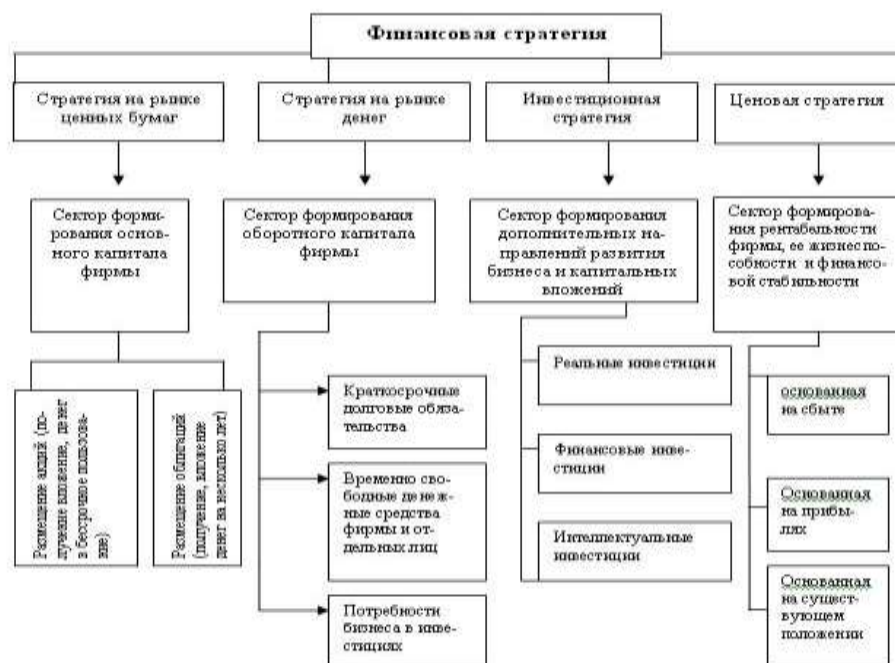 Финансовая стратегия
Стратегия на рынке
ценных бумаг
Стратегия на рынке
денег
Инвестиционная
стратегия
Ценовая стратегия
Сектор форми-
рования основ-
ного капитала
фирмы
Сектор формирования
оборотного капитала
фирмы
Сектор формирования
дополнительных на-
правлений развития
бизнеса и капитальных
вложений
Сектор формирова-
ния рентабельности
фирмы, ее жизнеспо-
собности и финансо-
вой стабильности
Размещение акций (по-
лучение вложение, денег
в бессрочное пользова-
ние)
Размещение облигаций
(получение, вложение
денег на несколько лет)
Краткосрочные
долговые обяза-
тельства
Временно сво-
бодные денеж-
ные средства
фирмы и от-
дельных лиц
Потребности
бизнеса в инве-
стициях
Реальные инвестиции
Финансовые инве-
стиции
Интеллектуальные
инвестиции
основанная
на сбыте
Основанная
на прибы-
лях
Основанная
на сущест-
вующем
положении